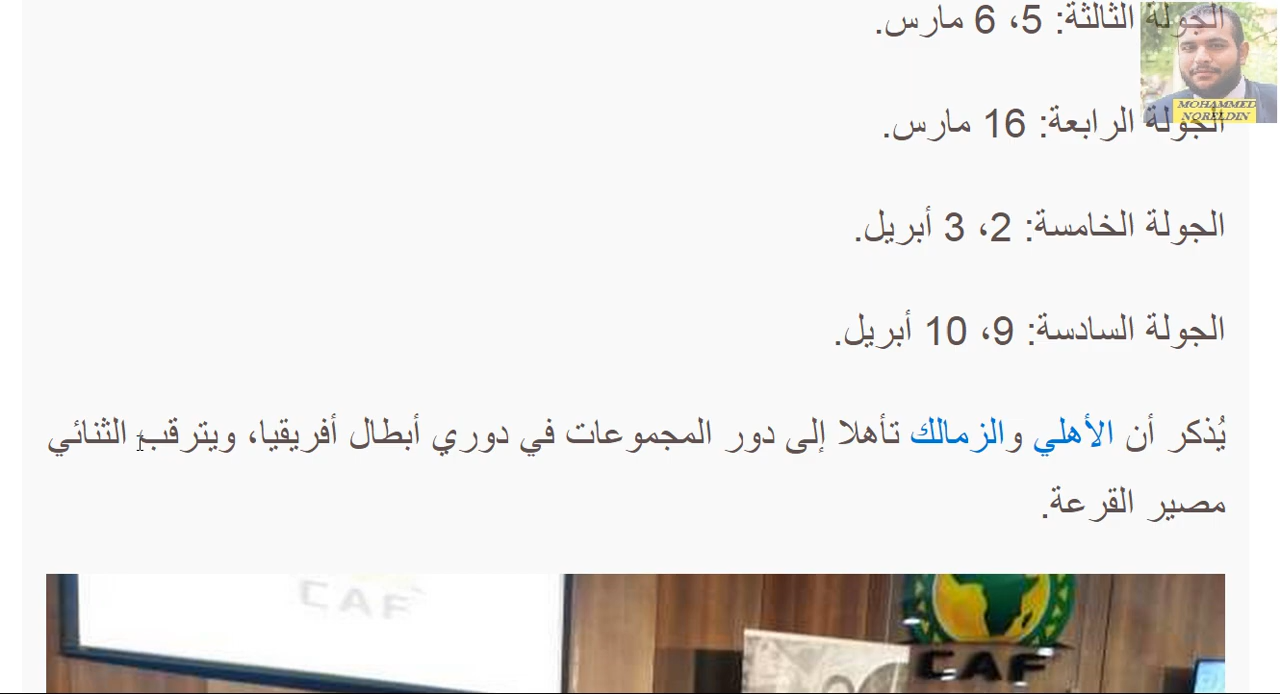 الجولة الثالثة: 5، 6 مارس.
MOHAMMED
NORELDIN
الجولة الرابعة: 16 مارس.
الجولة الخامسة: 2، 3 أبريل.
الجولة السادسة: 9، 10 أبريل.
يُذكر أن الأهلي والزمالك تأهلا إلى دور المجموعات في دوري أبطال أفريقيا، ويترقب الثنائي
مصير القرعة.
CAF
CAF